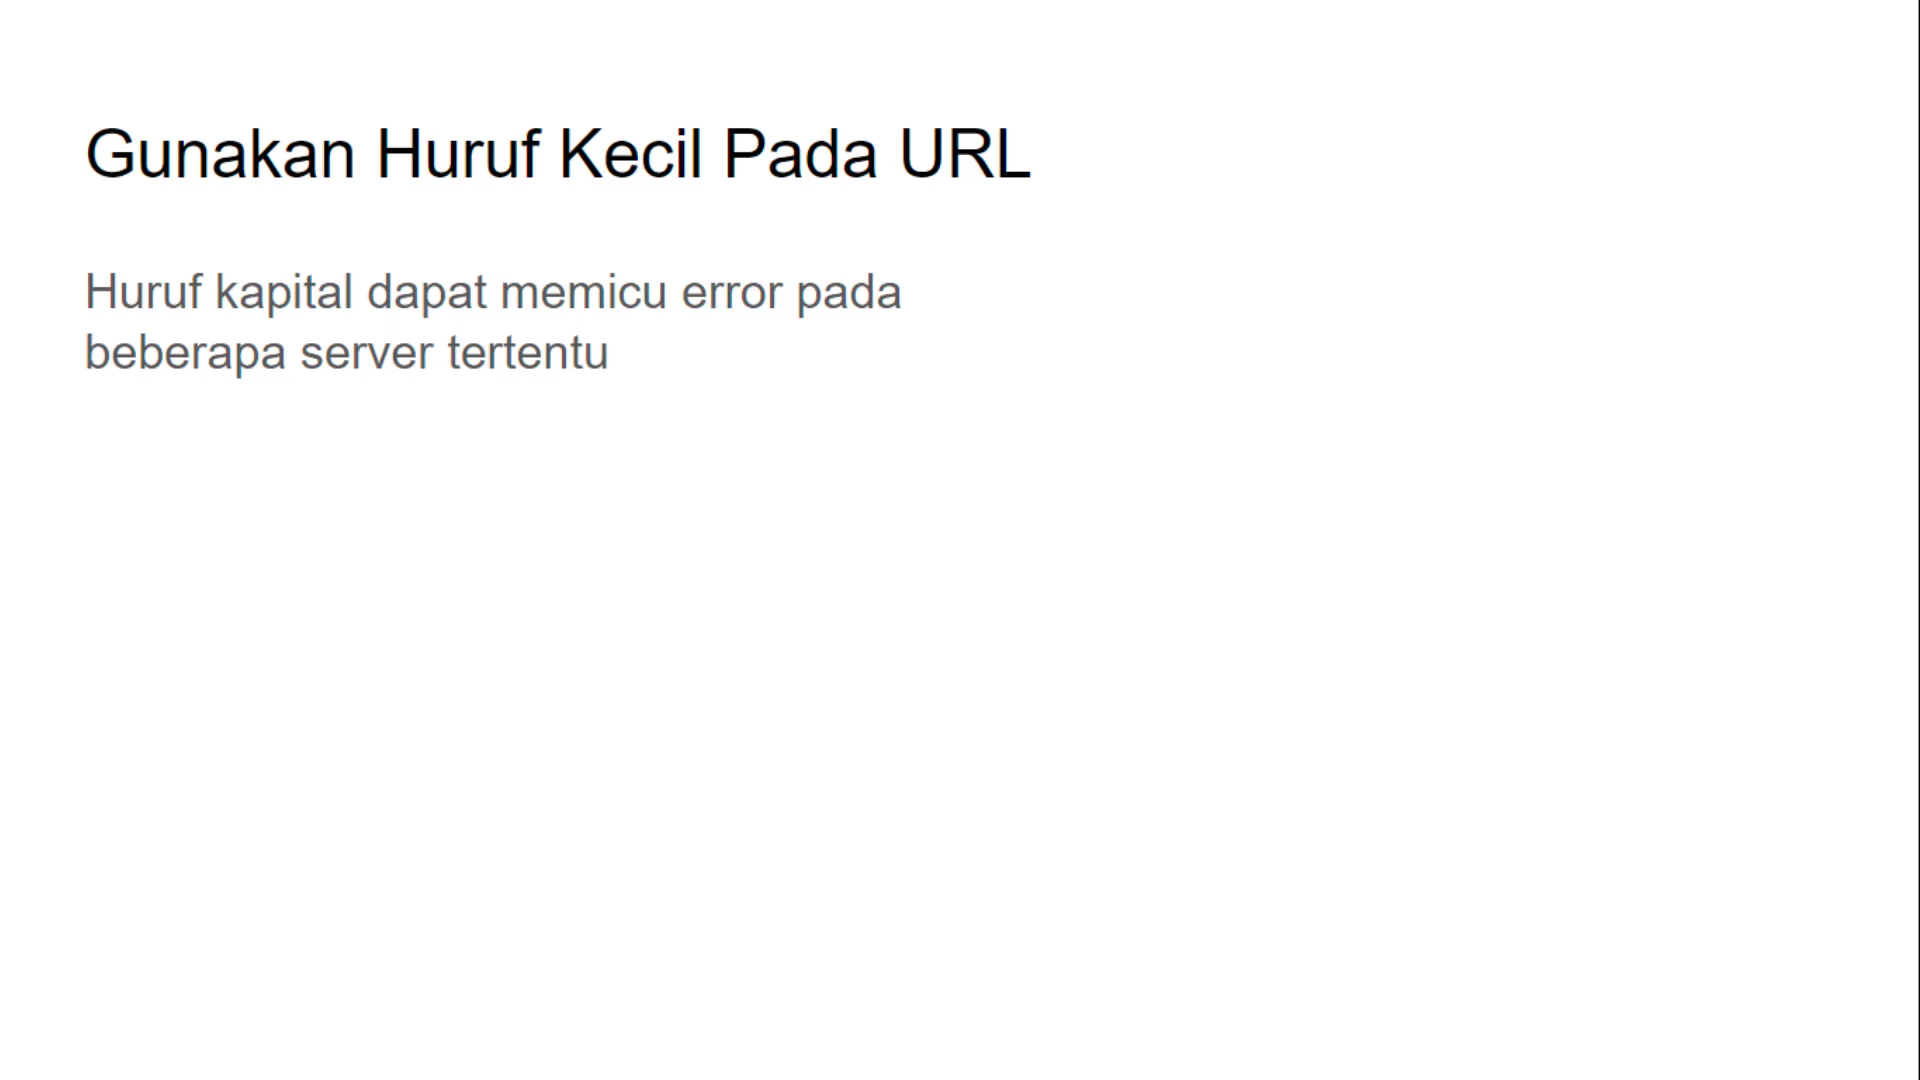 Gunakan Huruf Kecil Pada URL
Huruf kapital dapat memicu error pada
beberapa server tertentu